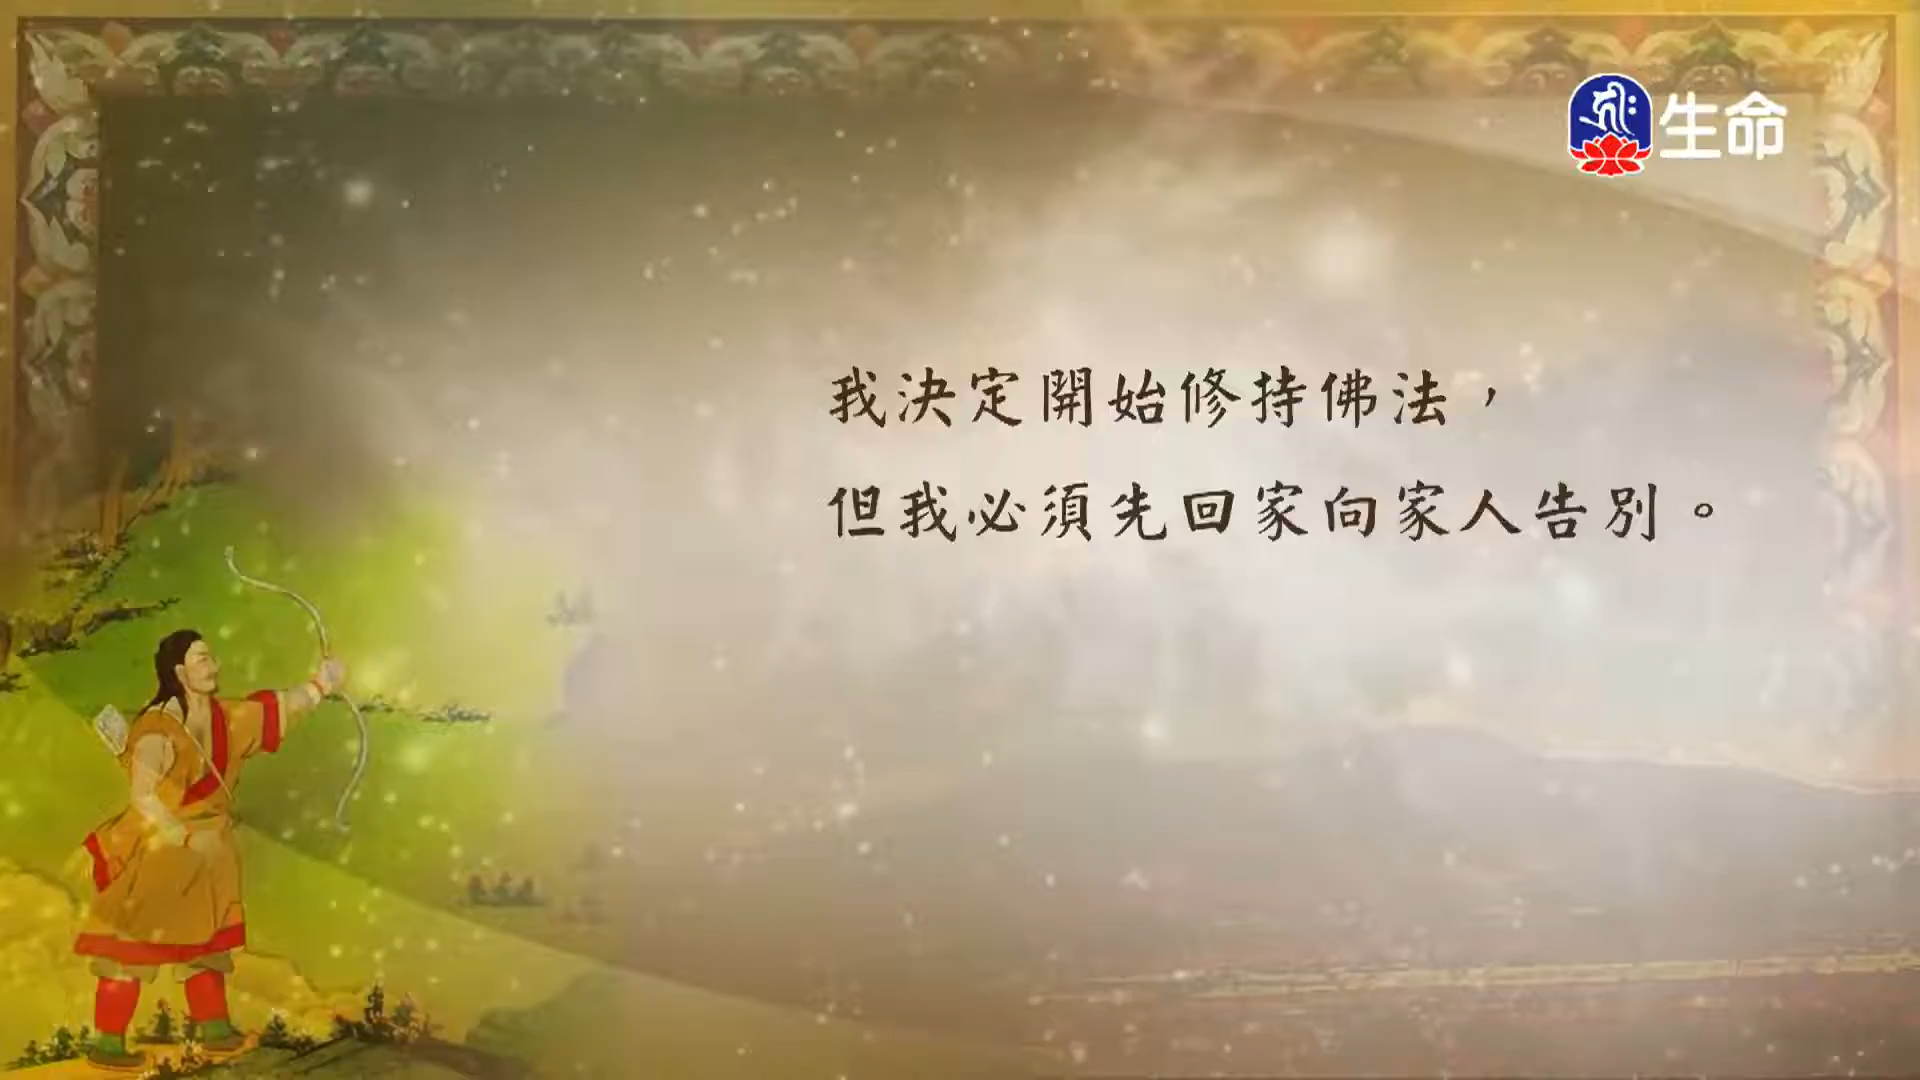 生命
我決定開始修持佛法，
但我必須先回家向家人告別。